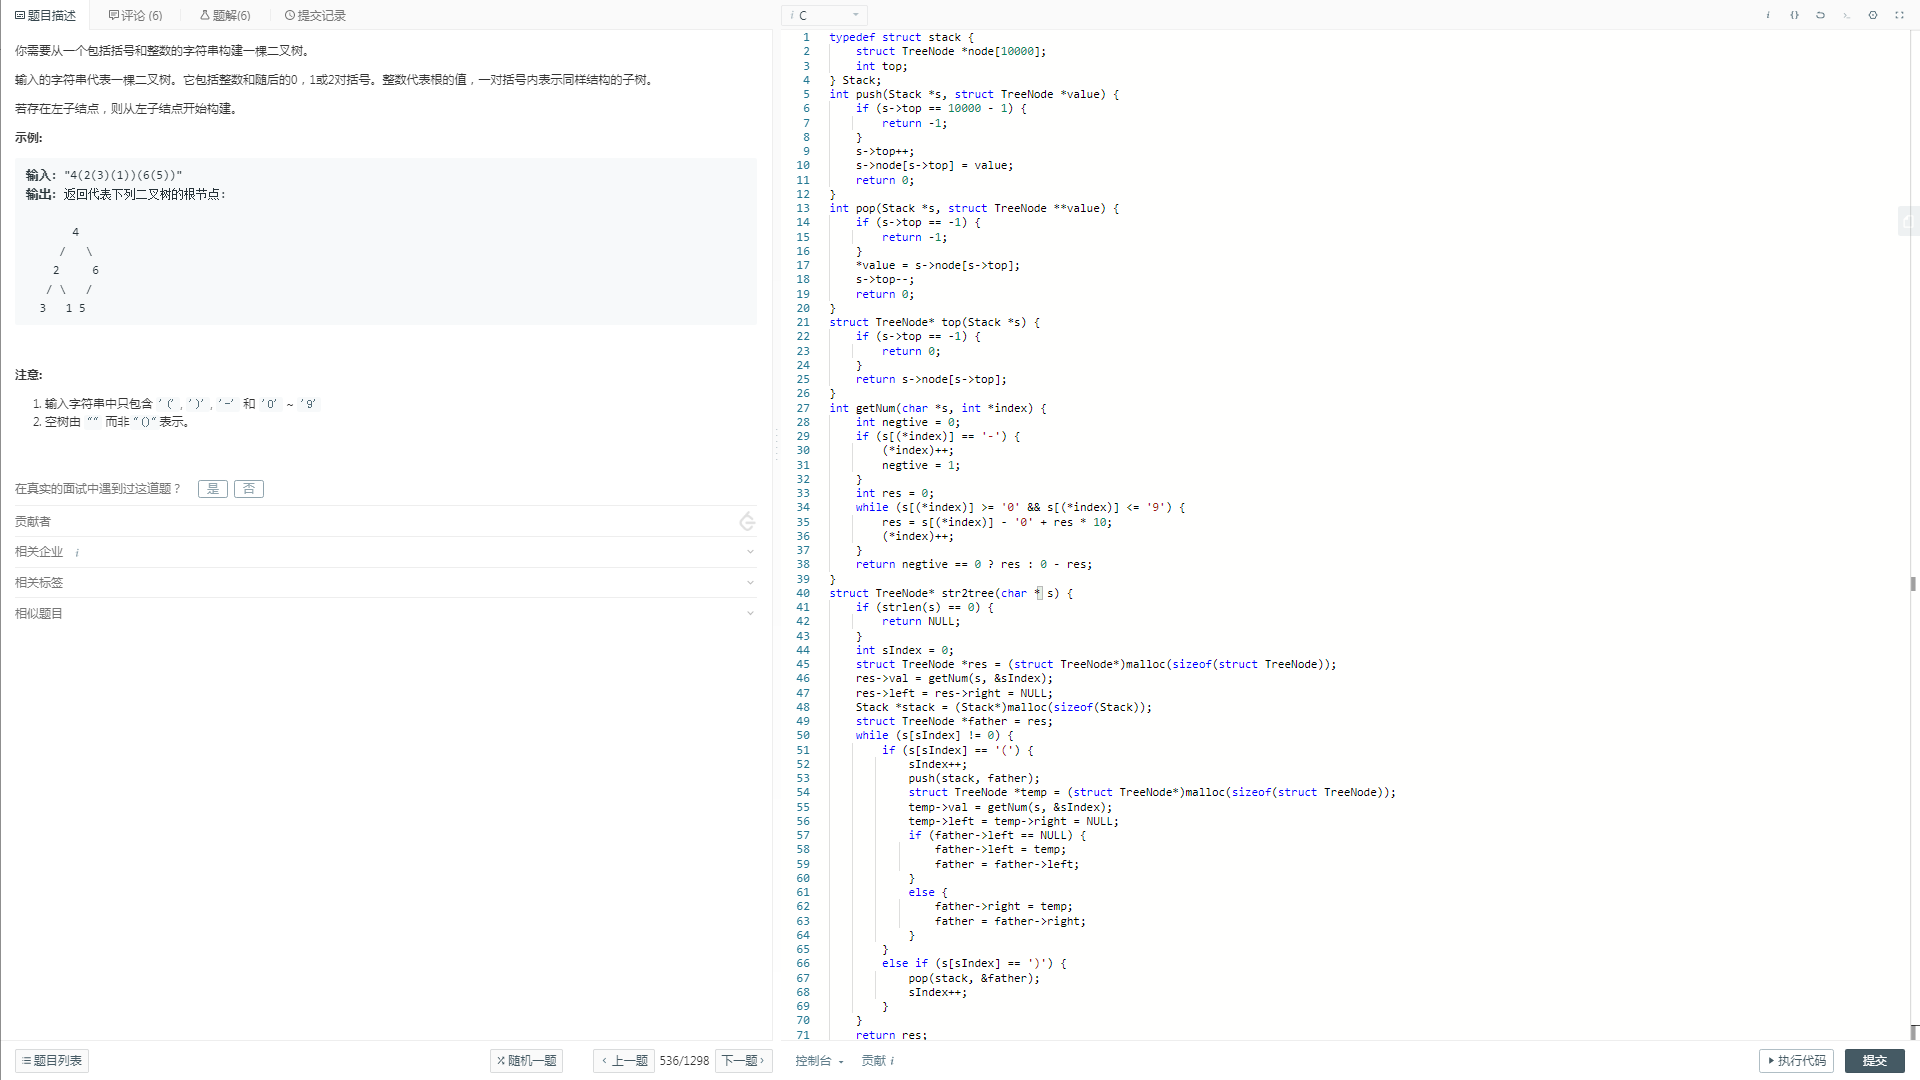 题目描述
评论 (6)
题解(6)
提交记录
你需要从一个包括括号和整数的字符串构建一棵二叉树。
输入的字符串代表一棵二叉树。它包括整数和随后的0，1或2对括号。整数代表根的值，一对括号内表示同样结构的子树。
若存在左子结点，则从左子结点开始构建。
示例:
输入: "4(2(3)(1))(6(5))"
输出: 返回代表下列二叉树的根节点:
4
/ \
2 6
/ \ /
3 1 5
注意:
1. 输入字符串中只包含 '(', ')', '-' 和 '0' ~ '9'
2. 空树由 "" 而非 "()" 表示。
在真实的面试中遇到过这道题？ 是 否
贡献者
相关企业 i
相关标签
相似题目
题目列表
随机一题
‹ 上一题
536/1298
下一题 ›
i C
i {}
1 typedef struct stack {
2 struct TreeNode *node[10000];
3 int top;
4 } Stack;
5 int push(Stack *s, struct TreeNode *value) {
6 if (s->top == 10000 - 1) {
7 return -1;
8 }
9 s->top++;
10 s->node[s->top] = value;
11 return 0;
12 }
13 int pop(Stack *s, struct TreeNode **value) {
14 if (s->top == -1) {
15 return -1;
16 }
17 *value = s->node[s->top];
18 s->top--;
19 return 0;
20 }
21 struct TreeNode* top(Stack *s) {
22 if (s->top == -1) {
23 return 0;
24 }
25 return s->node[s->top];
26 }
27 int getNum(char *s, int *index) {
28 int negtive = 0;
29 if (s[(*index)] == '-') {
30 (*index)++;
31 negtive = 1;
32 }
33 int res = 0;
34 while (s[(*index)] >= '0' && s[(*index)] <= '9') {
35 res = s[(*index)] - '0' + res * 10;
36 (*index)++;
37 }
38 return negtive == 0 ? res : 0 - res;
39 }
40 struct TreeNode* str2tree(char * s) {
41 if (strlen(s) == 0) {
42 return NULL;
43 }
44 int sIndex = 0;
45 struct TreeNode *res = (struct TreeNode*)malloc(sizeof(struct TreeNode));
46 res->val = getNum(s, &sIndex);
47 res->left = res->right = NULL;
48 Stack *stack = (Stack*)malloc(sizeof(Stack));
49 struct TreeNode *father = res;
50 while (s[sIndex] != 0) {
51 if (s[sIndex] == '(') {
52 sIndex++;
53 push(stack, father);
54 struct TreeNode *temp = (struct TreeNode*)malloc(sizeof(struct TreeNode));
55 temp->val = getNum(s, &sIndex);
56 temp->left = temp->right = NULL;
57 if (father->left == NULL) {
58 father->left = temp;
59 father = father->left;
60 }
61 else {
62 father->right = temp;
63 father = father->right;
64 }
65 }
66 else if (s[sIndex] == ')') {
67 pop(stack, &father);
68 sIndex++;
69 }
70 }
71 return res;
控制台
贡献 i
执行代码
提交